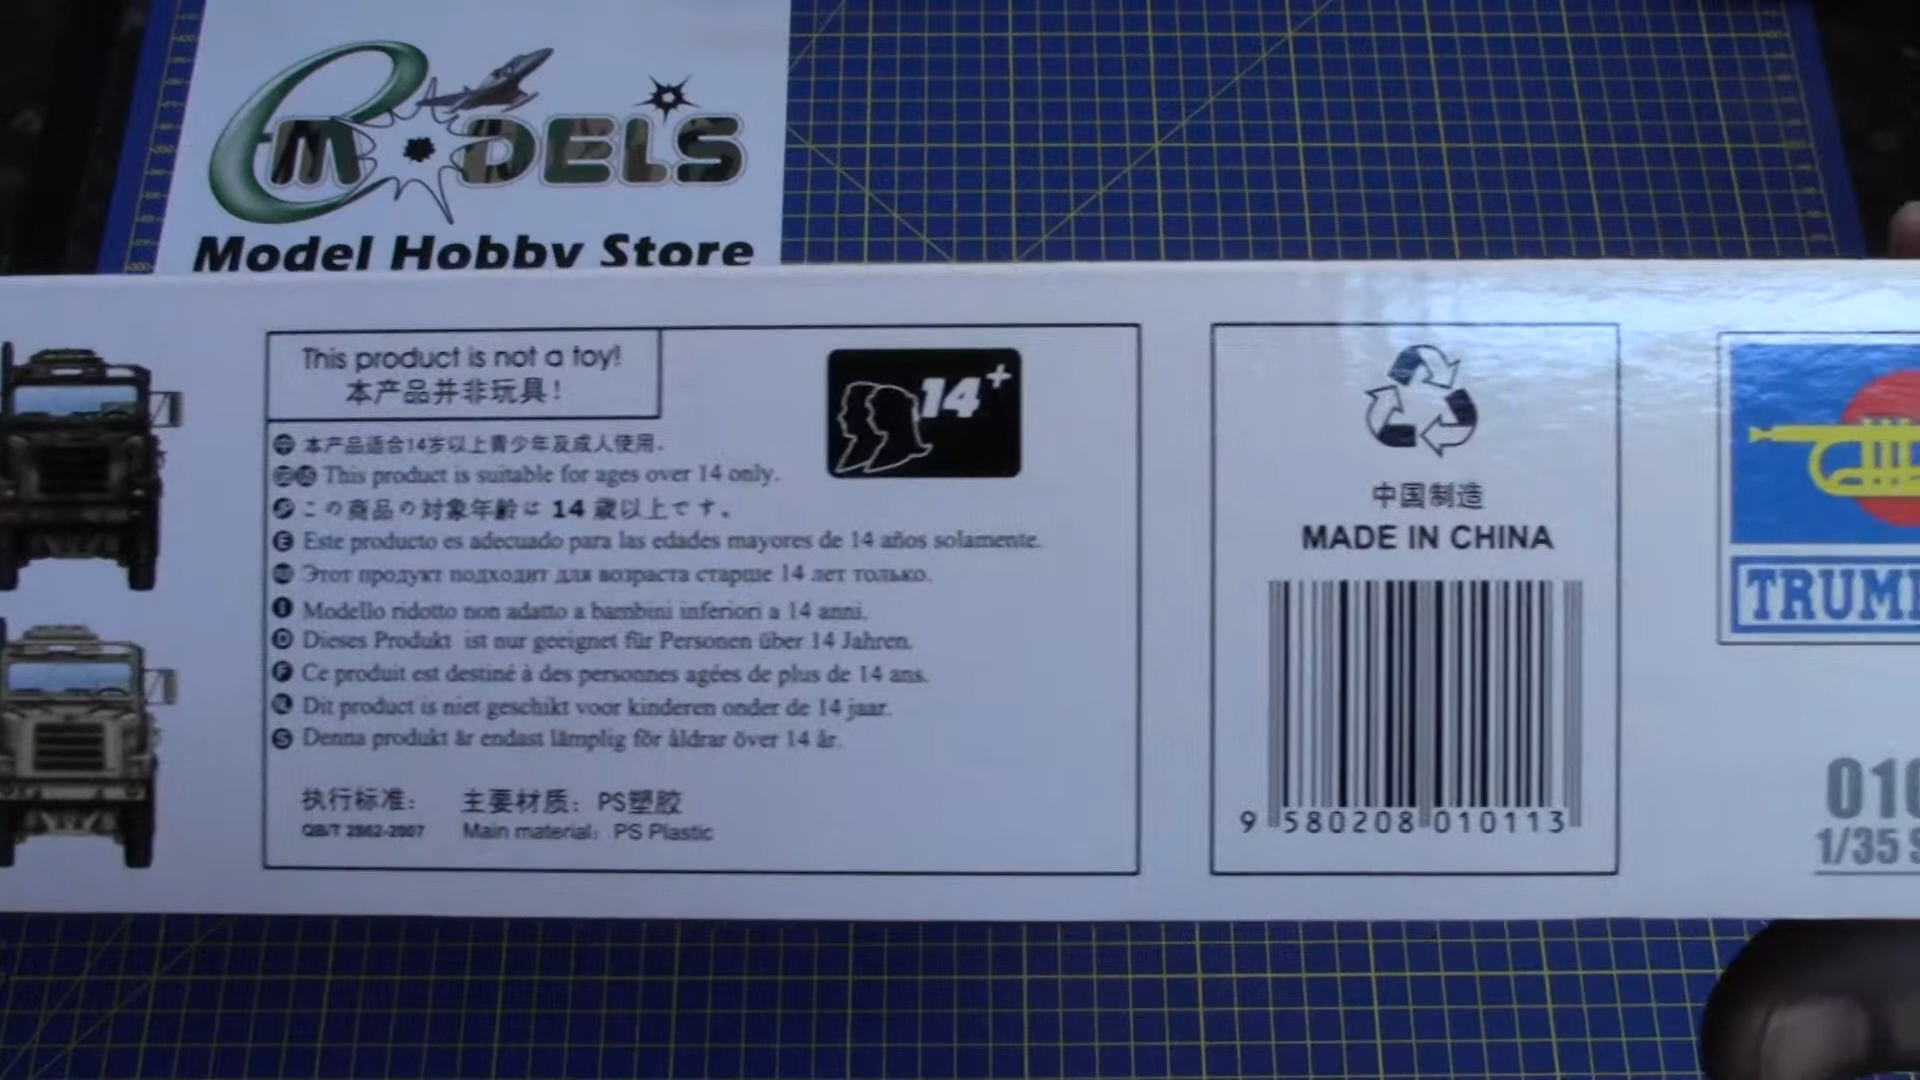 MODELS
Model Hobby Store
This product is not a toy!
本产品并非玩具!
14+
本产品适合14岁以上青少年及成人使用.
This product is suitable for ages over 14 only.
この商品の対象年齢は 14 歳以上です。
E Este producto es adecuado para las edades mayores de 14 años solamente.
Этот продукт подходит для возраста старше 14 лет только.
I Modello ridotto non adatto a bambini inferiori a 14 anni.
D Dieses Produkt ist nur geeignet für Personen über 14 Jahren.
F Ce produit est destiné à des personnes agées de plus de 14 ans.
Dit product is niet geschikt voor kinderen onder de 14 jaar.
S Denna produkt är endast lämplig för åldrar över 14 år.
执行标准: 主要材质: PS塑胶
QB/T 2862-2007 Main material: PS Plastic
中国制造
MADE IN CHINA
9 580208 010113
TRUM
010
1/35 S